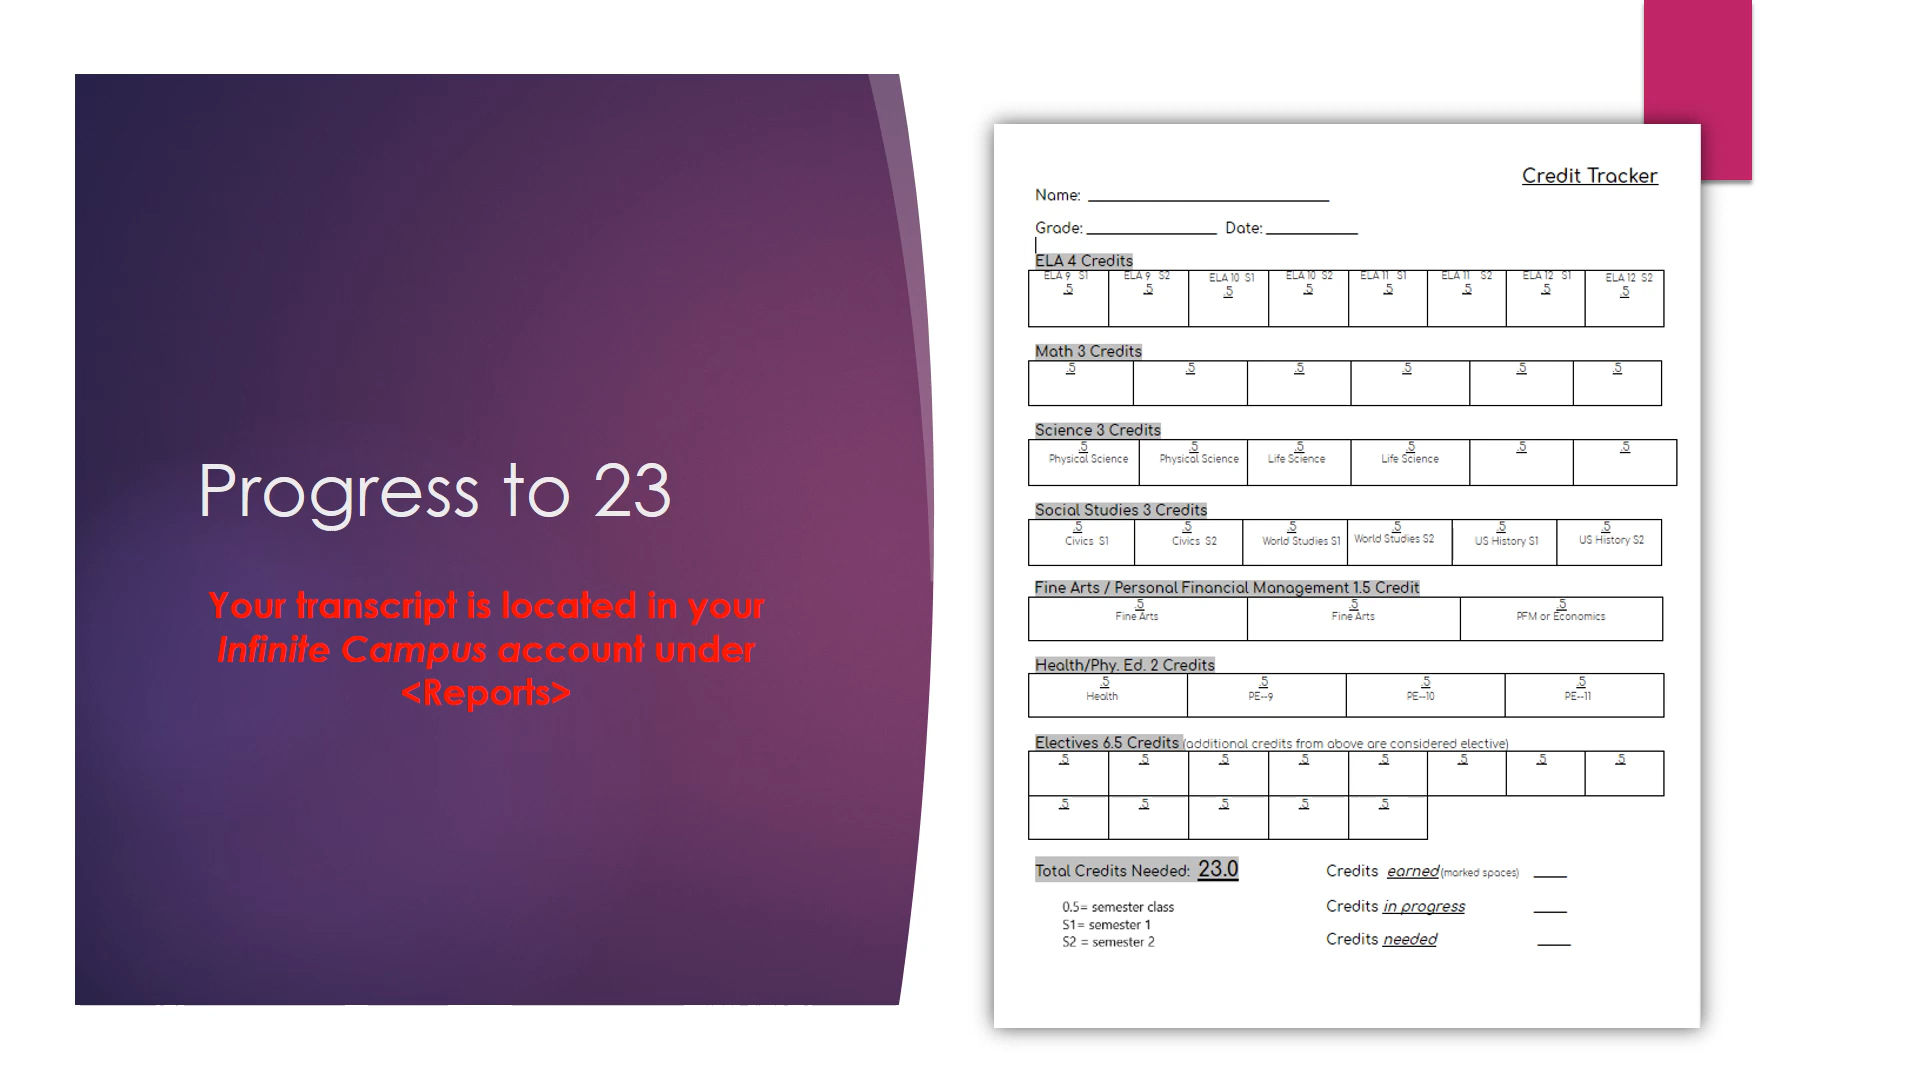 Progress to 23
Your transcript is located in your
Infinite Campus account under
<Reports>
Credit Tracker
Name:
Grade: Date:
ELA 4 Credits
ELA 9 S1 ELA 9 S2 ELA 10 S1 ELA 10 S2 ELA 11 S1 ELA 11 S2 ELA 12 S1 ELA 12 S2
.5 .5 .5 .5 .5 .5 .5 .5
Math 3 Credits
.5 .5 .5 .5 .5 .5
Science 3 Credits
.5 .5 .5 .5 .5 .5
Physical Science Physical Science Life Science Life Science
Social Studies 3 Credits
.5 .5 .5 .5 .5 .5
Civics S1 Civics S2 World Studies S1 World Studies S2 US History S1 US History S2
Fine Arts / Personal Financial Management 1.5 Credit
.5 .5 .5
Fine Arts Fine Arts PFM or Economics
Health/Phy. Ed. 2 Credits
.5 .5 .5 .5
Health PE--9 PE--10 PE--11
Electives 6.5 Credits (additional credits from above are considered elective)
.5 .5 .5 .5 .5 .5 .5 .5
.5 .5 .5 .5 .5
Total Credits Needed: 23.0
0.5= semester class
S1= semester 1
S2 = semester 2
Credits earned (marked spaces)
Credits in progress
Credits needed